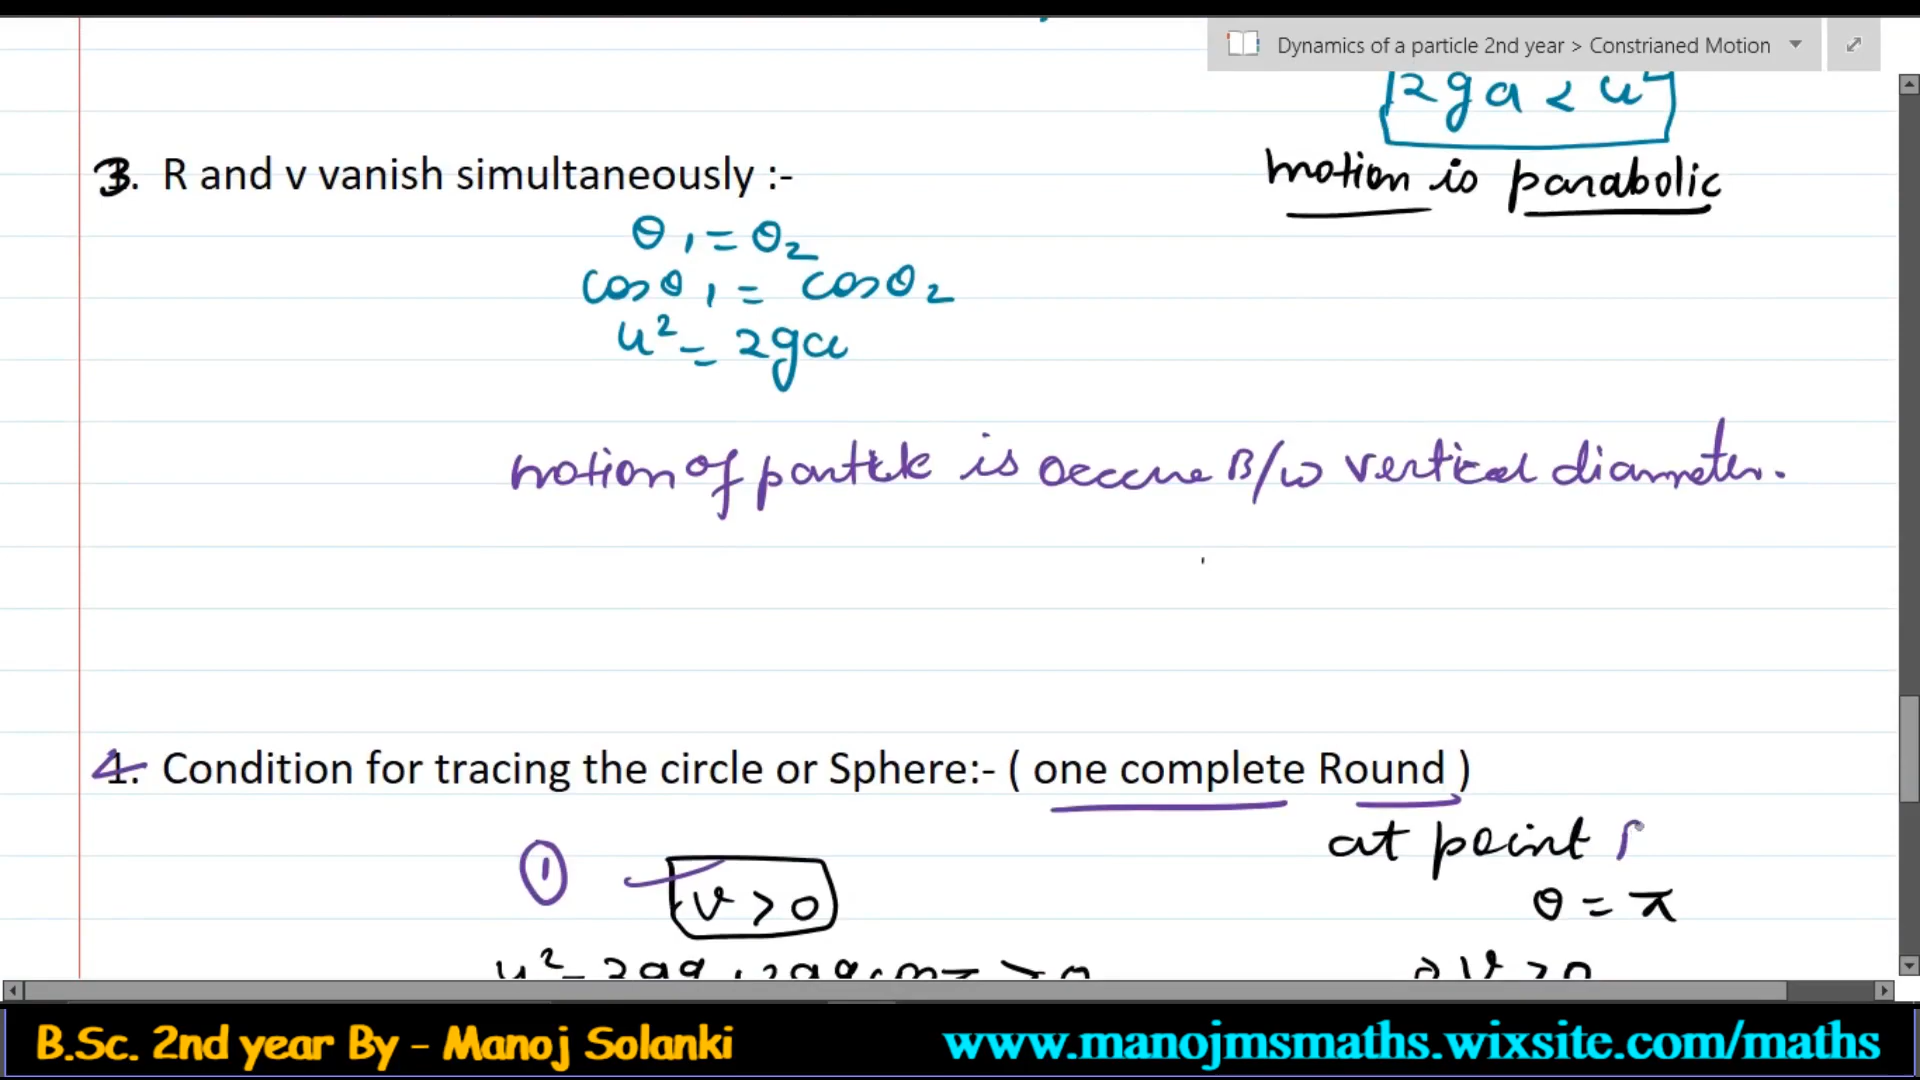 Dynamics of a particle 2nd year > Constrianed Motion
2ga < u²
motion is parabolic
3. R and v vanish simultaneously :-
θ₁ = θ₂
cosθ₁ = cosθ₂
u² = 2ga
motion of particle is occure B/w vertical diameter.
4. Condition for tracing the circle or Sphere:- ( one complete Round )
at point
① v > 0
θ = π
B.Sc. 2nd year By - Manoj Solanki
www.manojmsmaths.wixsite.com/maths